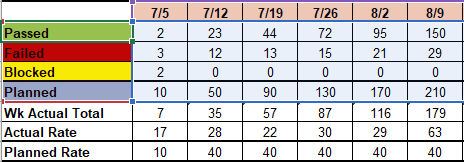 7/5 7/12 7/19 7/26 8/2 8/9
Passed 2 23 44 72 95 150
Failed 3 12 13 15 21 29
Blocked 2 0 0 0 0 0
Planned 10 50 90 130 170 210
Wk Actual Total 7 35 57 87 116 179
Actual Rate 17 28 22 30 29 63
Planned Rate 10 40 40 40 40 40